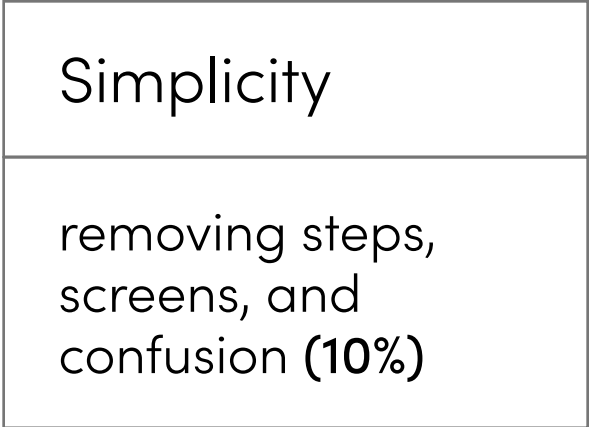 Simplicity
removing steps,
screens, and
confusion (10%)